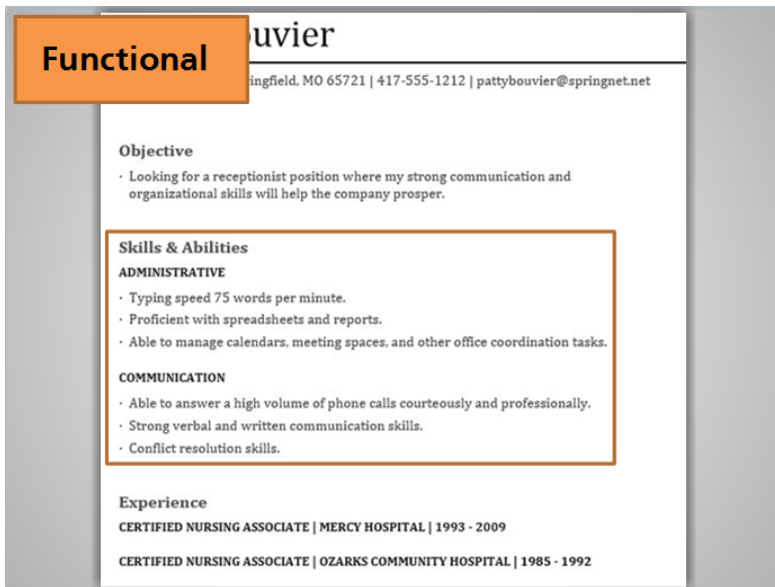 Functional
ouvier
ingfield, MO 65721 | 417-555-1212 | pattybouvier@springnet.net
Objective
· Looking for a receptionist position where my strong communication and
organizational skills will help the company prosper.
Skills & Abilities
ADMINISTRATIVE
· Typing speed 75 words per minute.
· Proficient with spreadsheets and reports.
· Able to manage calendars, meeting spaces, and other office coordination tasks.
COMMUNICATION
· Able to answer a high volume of phone calls courteously and professionally.
· Strong verbal and written communication skills.
· Conflict resolution skills.
Experience
CERTIFIED NURSING ASSOCIATE | MERCY HOSPITAL | 1993 - 2009
CERTIFIED NURSING ASSOCIATE | OZARKS COMMUNITY HOSPITAL | 1985 - 1992